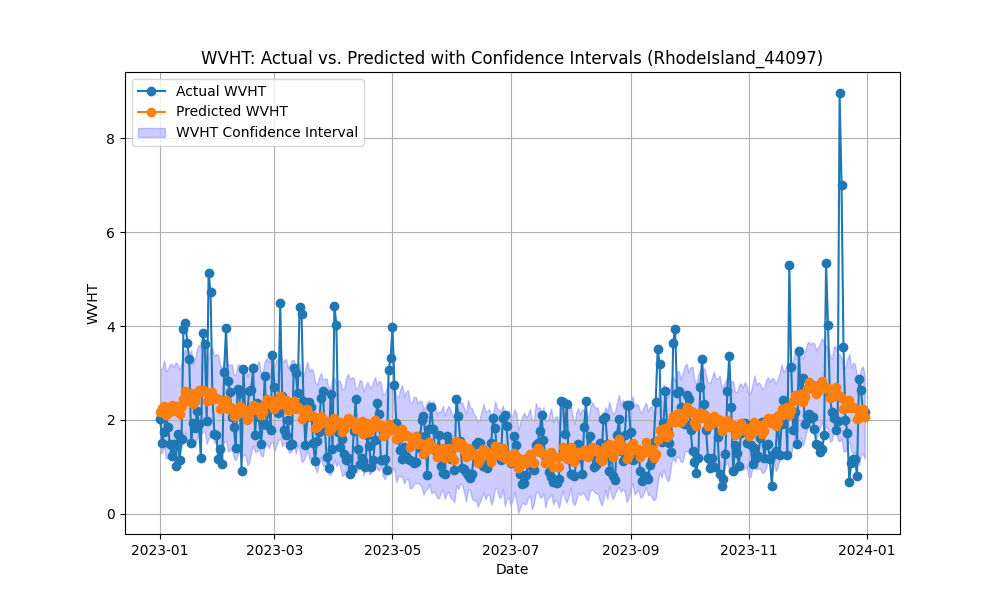 WVHT: Actual vs. Predicted with Confidence Intervals (RhodeIsland_44097)
Actual WVHT
Predicted WVHT
WVHT Confidence Interval
8
6
4
2
0
WVHT
2023-01 2023-03 2023-05 2023-07 2023-09 2023-11 2024-01
Date